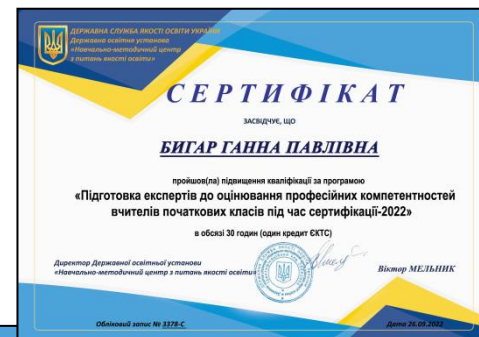 ДЕРЖАВНА СЛУЖБА ЯКОСТІ ОСВІТИ УКРАЇНИ
Державна освітня установа
«Навчально-методичний центр
з питань якості освіти»
СЕРТИФІКАТ
ЗАСВІДЧУЄ, ЩО
БИГАР ГАННА ПАВЛІВНА
пройшов(ла) підвищення кваліфікації за програмою
«Підготовка експертів до оцінювання професійних компетентностей
вчителів початкових класів під час сертифікації-2022»
в обсязі 30 годин (один кредит ЄКТС)
Директор Державної освітньої установи
«Навчально-методичний центр з питань якості освіти»
Віктор МЕЛЬНИК
Обліковий запис № 3378-С
Дата 26.09.2022